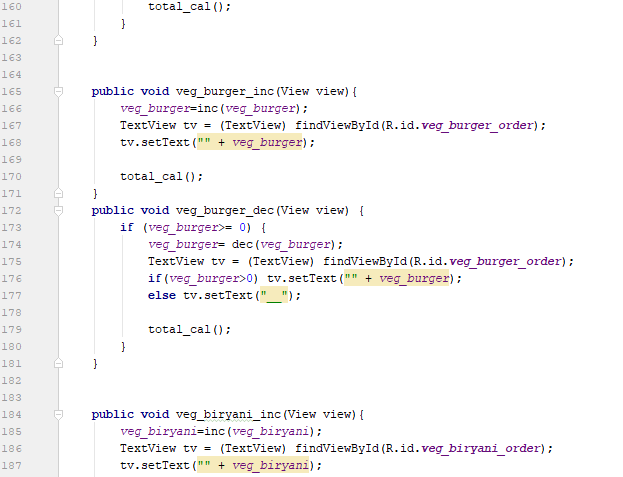 160 total_cal();
161 }
162 }
163
164
165 public void veg_burger_inc(View view){
166 veg_burger=inc(veg_burger);
167 TextView tv = (TextView) findViewById(R.id.veg_burger_order);
168 tv.setText("" + veg_burger);
169
170 total_cal();
171 }
172 public void veg_burger_dec(View view) {
173 if (veg_burger>= 0) {
174 veg_burger= dec(veg_burger);
175 TextView tv = (TextView) findViewById(R.id.veg_burger_order);
176 if(veg_burger>0) tv.setText("" + veg_burger);
177 else tv.setText("__");
178
179 total_cal();
180 }
181 }
182
183
184 public void veg_biryani_inc(View view){
185 veg_biryani=inc(veg_biryani);
186 TextView tv = (TextView) findViewById(R.id.veg_biryani_order);
187 tv.setText("" + veg_biryani);